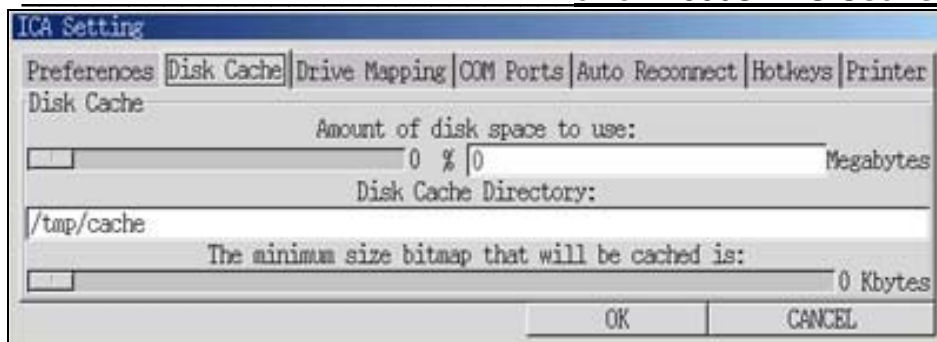 ICA Setting
Preferences Disk Cache Drive Mapping COM Ports Auto Reconnect Hotkeys Printer
Disk Cache
Amount of disk space to use:
0 % 0 Megabytes
Disk Cache Directory:
/tmp/cache
The minimum size bitmap that will be cached is:
0 Kbytes
OK CANCEL